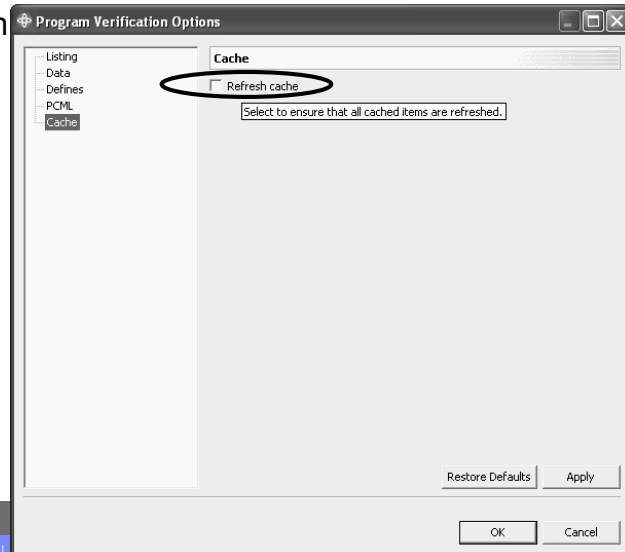 Program Verification Options
Listing
Data
Defines
PCML
Cache
Cache
Refresh cache
Select to ensure that all cached items are refreshed.
Restore Defaults
Apply
OK
Cancel